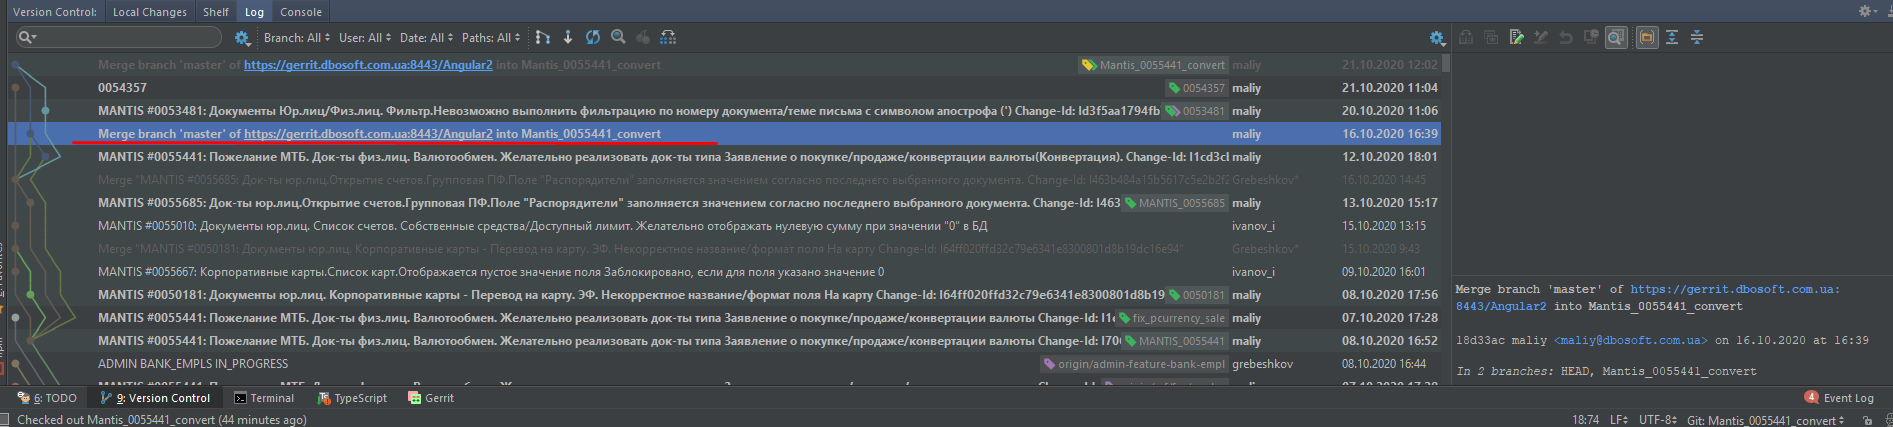 Version Control: Local Changes Shelf Log Console
Branch: All User: All Date: All Paths: All
Merge branch 'master' of https://gerrit.dbosoft.com.ua:8443/Angular2 into Mantis_0055441_convert Mantis_0055441_convert maliy 21.10.2020 12:02
0054357 0054357 maliy 21.10.2020 11:04
MANTIS #0053481: Документы Юр.лиц/Физ.лиц. Фильтр.Невозможно выполнить фильтрацию по номеру документа/теме письма с символом апострофа (') Change-Id: Id3f5aa1794fb 0053481 maliy 20.10.2020 11:06
Merge branch 'master' of https://gerrit.dbosoft.com.ua:8443/Angular2 into Mantis_0055441_convert maliy 16.10.2020 16:39
MANTIS #0055441: Пожелание МТБ. Док-ты физ.лиц. Валютообмен. Желательно реализовать док-ты типа Заявление о покупке/продаже/конвертации валюты(Конвертация). Change-Id: I1cd3cl maliy 12.10.2020 18:01
Merge "MANTIS #0055685: Док-ты юр.лиц.Открытие счетов.Групповая ПФ.Поле "Распорядители" заполняется значением согласно последнего выбранного документа. Change-Id: I463b484a15b5617c5e2b2f2 Grebeshkov* 16.10.2020 14:45
MANTIS #0055685: Док-ты юр.лиц.Открытие счетов.Групповая ПФ.Поле "Распорядители" заполняется значением согласно последнего выбранного документа. Change-Id: I463 MANTIS_0055685 maliy 13.10.2020 15:17
MANTIS #0055010: Документы юр.лиц. Список счетов. Собственные средства/Доступный лимит. Желательно отображать нулевую сумму при значении "0" в БД ivanov_i 15.10.2020 13:15
Merge "MANTIS #0050181: Документы юр.лиц. Корпоративные карты - Перевод на карту. ЭФ. Некорректное название/формат поля На карту Change-Id: I64ff020ffd32c79e6341e8300801d8b19dc16e94" Grebeshkov* 15.10.2020 9:43
MANTIS #0055667: Корпоративные карты.Список карт.Отображается пустое значение поля Заблокировано, если для поля указано значение 0 ivanov_i 09.10.2020 16:01
MANTIS #0050181: Документы юр.лиц. Корпоративные карты - Перевод на карту. ЭФ. Некорректное название/формат поля На карту Change-Id: I64ff020ffd32c79e6341e8300801d8b19 0050181 maliy 08.10.2020 17:56
MANTIS #0055441: Пожелание МТБ. Док-ты физ.лиц. Валютообмен. Желательно реализовать док-ты типа Заявление о покупке/продаже/конвертации валюты Change-Id: I1 fix_pcurrency_sale maliy 07.10.2020 17:28
MANTIS #0055441: Пожелание МТБ. Док-ты физ.лиц. Валютообмен. Желательно реализовать док-ты типа Заявление о покупке/продаже/конвертации валюты Change-Id: I70 MANTIS_0055441 maliy 08.10.2020 16:52
ADMIN BANK_EMPLS IN_PROGRESS origin/admin-feature-bank-empl grebeshkov 08.10.2020 16:44
Merge branch 'master' of https://gerrit.dbosoft.com.ua:
8443/Angular2 into Mantis_0055441_convert
18d33ac maliy <maliy@dbosoft.com.ua> on 16.10.2020 at 16:39
In 2 branches: HEAD, Mantis_0055441_convert
6: TODO 9: Version Control Terminal TypeScript Gerrit 4 Event Log
Checked out Mantis_0055441_convert (44 minutes ago) 18:74 LF UTF-8 Git: Mantis_0055441_convert